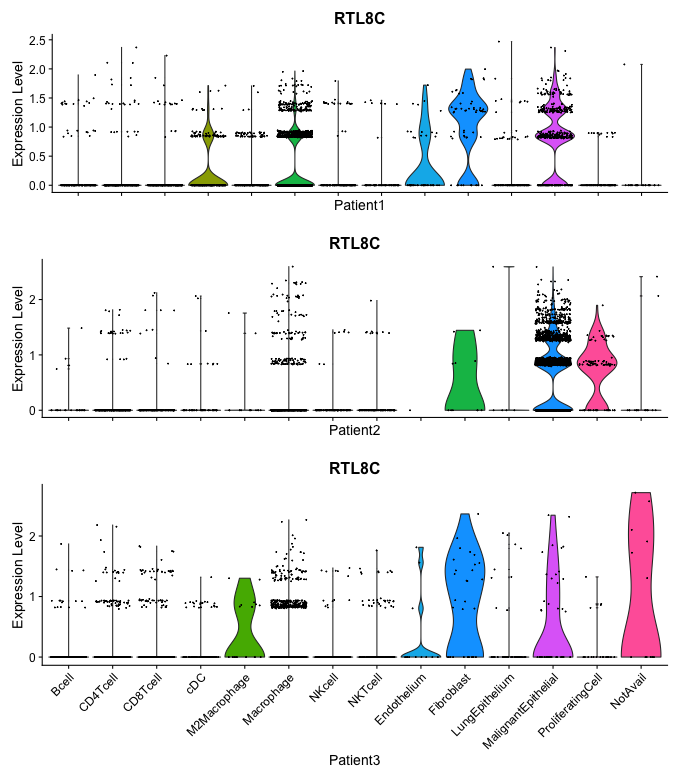 RTL8C
Expression Level
2.5
2.0
1.5
1.0
0.5
0.0
Patient1
RTL8C
Expression Level
2
1
0
Patient2
RTL8C
Expression Level
2
1
0
Bcell
CD4Tcell
CD8Tcell
cDC
M2Macrophage
Macrophage
NKcell
NKTcell
Endothelium
Fibroblast
LungEpithelium
MalignantEpithelial
ProliferatingCell
NotAvail
Patient3